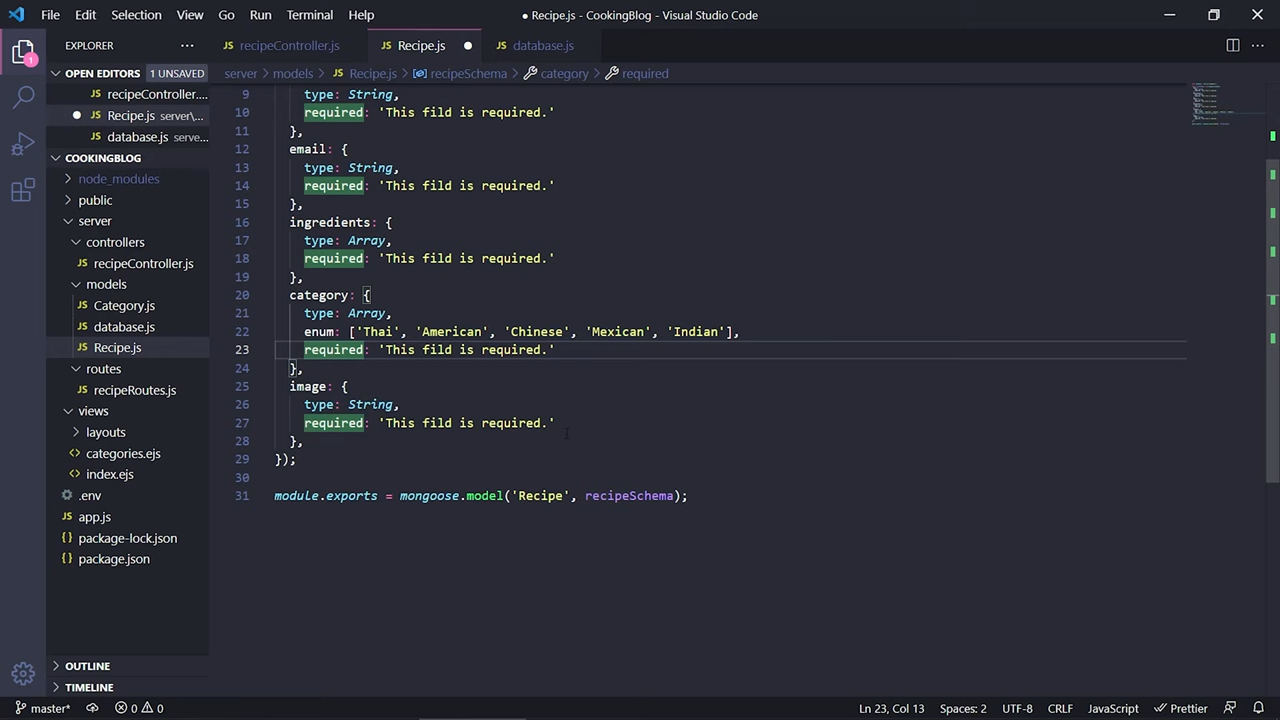 File Edit Selection View Go Run Terminal Help
● Recipe.js - CookingBlog - Visual Studio Code
EXPLORER
JS recipeController.js
JS Recipe.js
JS database.js
OPEN EDITORS 1 UNSAVED
JS recipeController....
JS Recipe.js server\...
JS database.js serve...
COOKINGBLOG
node_modules
public
server
controllers
JS recipeController.js
models
JS Category.js
JS database.js
JS Recipe.js
routes
JS recipeRoutes.js
views
layouts
<> categories.ejs
<> index.ejs
.env
JS app.js
{} package-lock.json
{} package.json
OUTLINE
TIMELINE
1
server > models > JS Recipe.js > recipeSchema > category > required
9 type: String,
10 required: 'This fild is required.'
11 },
12 email: {
13 type: String,
14 required: 'This fild is required.'
15 },
16 ingredients: {
17 type: Array,
18 required: 'This fild is required.'
19 },
20 category: {
21 type: Array,
22 enum: ['Thai', 'American', 'Chinese', 'Mexican', 'Indian'],
23 required: 'This fild is required.'
24 },
25 image: {
26 type: String,
27 required: 'This fild is required.'
28 },
29 });
30
31 module.exports = mongoose.model('Recipe', recipeSchema);
master* 0 0 Ln 23, Col 13 Spaces: 2 UTF-8 CRLF JavaScript Prettier